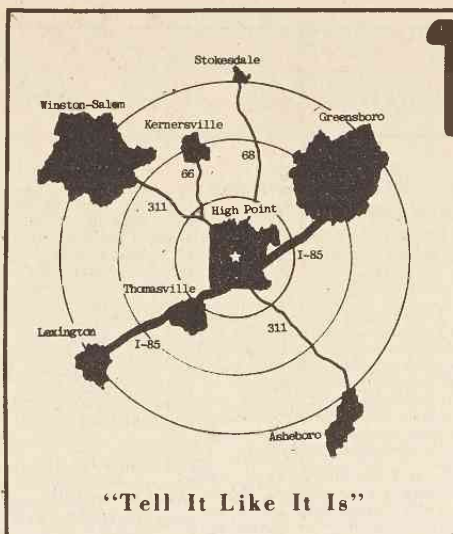 T
Stokesdale
Winston-Salem
Kernersville
Greensboro
68
66
311
High Point
I-85
Thomasville
Lexington
I-85
311
Asheboro
"Tell It Like It Is"